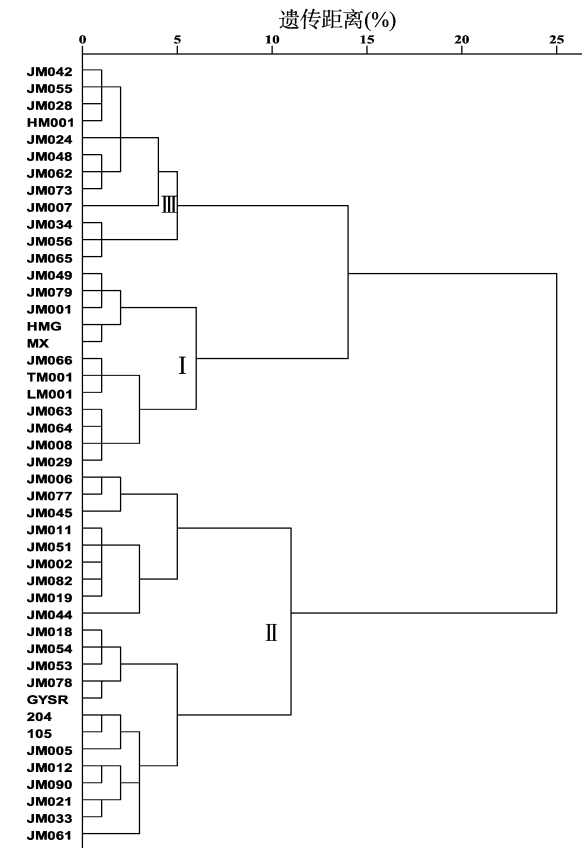 遗传距离(%)
0 5 10 15 20 25
JM042
JM055
JM028
HM001
JM024
JM048
JM062
JM073
JM007
Ⅲ
JM034
JM056
JM065
JM049
JM079
JM001
HMG
MX
JM066
Ⅰ
TM001
LM001
JM063
JM064
JM008
JM029
JM006
JM077
JM045
JM011
JM051
JM002
JM082
JM019
JM044
JM018
Ⅱ
JM054
JM053
JM078
GYSR
204
105
JM005
JM012
JM090
JM021
JM033
JM061